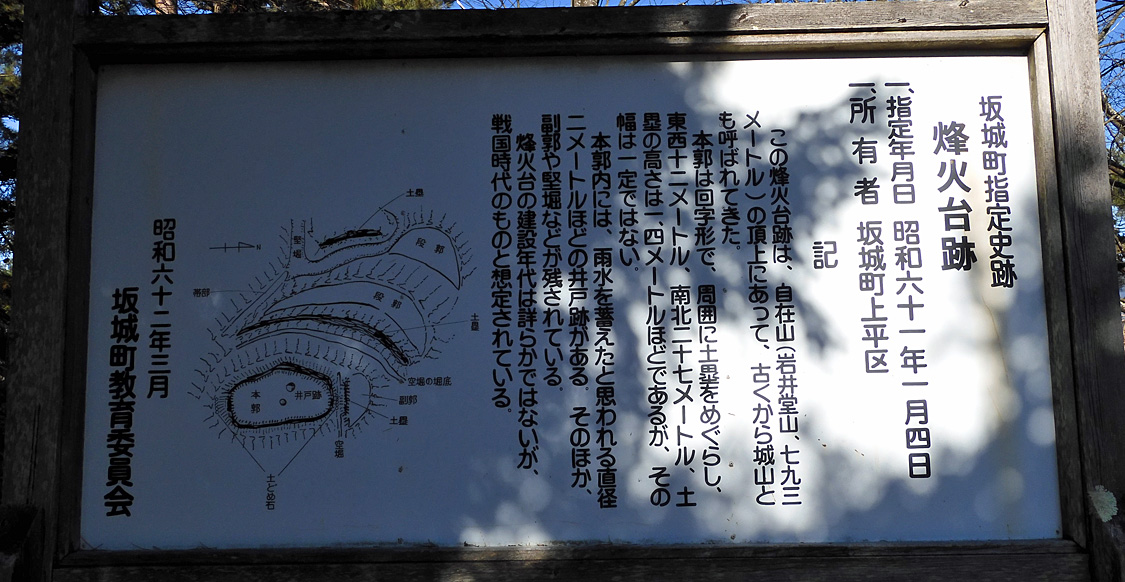 坂城町指定史跡
烽火台跡
一、指定年月日 昭和六十一年一月四日
一、所有者 坂城町上平区
記
この烽火台跡は、自在山(岩井堂山、七九三
メートル)の頂上にあって、古くから城山と
も呼ばれてきた。
本郭は回字形で、周囲に土塁をめぐらし、
東西十二メートル、南北二十七メートル、土
塁の高さは一・四メートルほどであるが、その
幅は一定ではない。
本郭内には、雨水を蓄えたと思われる直径
二メートルほどの井戸跡がある。そのほか、
副郭や堅堀などが残されている。
烽火台の建設年代は詳らかではないが、
戦国時代のものと想定されている。
土塁
段郭
堅堀
N
段郭
帯郭
土塁
空堀の堀底
副郭
土塁
井戸跡
本郭
空堀
土どめ石
昭和六十二年三月
坂城町教育委員会